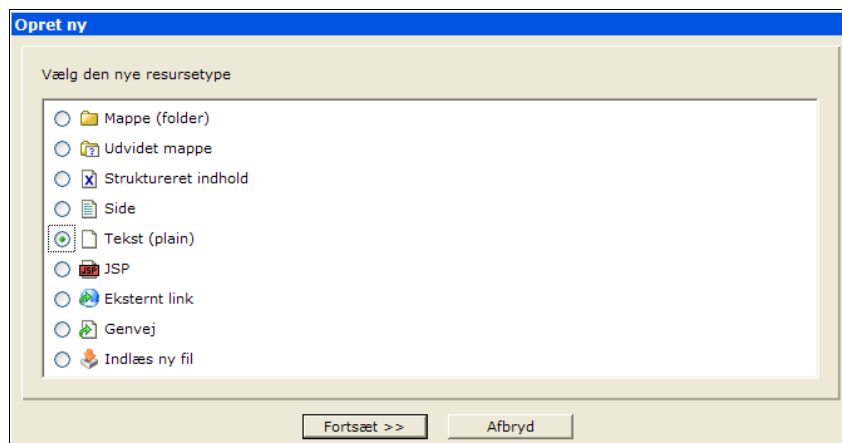 Opret ny
Vælg den nye resursetype
Mappe (folder)
Udvidet mappe
Struktureret indhold
Side
Tekst (plain)
JSP
Eksternt link
Genvej
Indlæs ny fil
Fortsæt >>
Afbryd